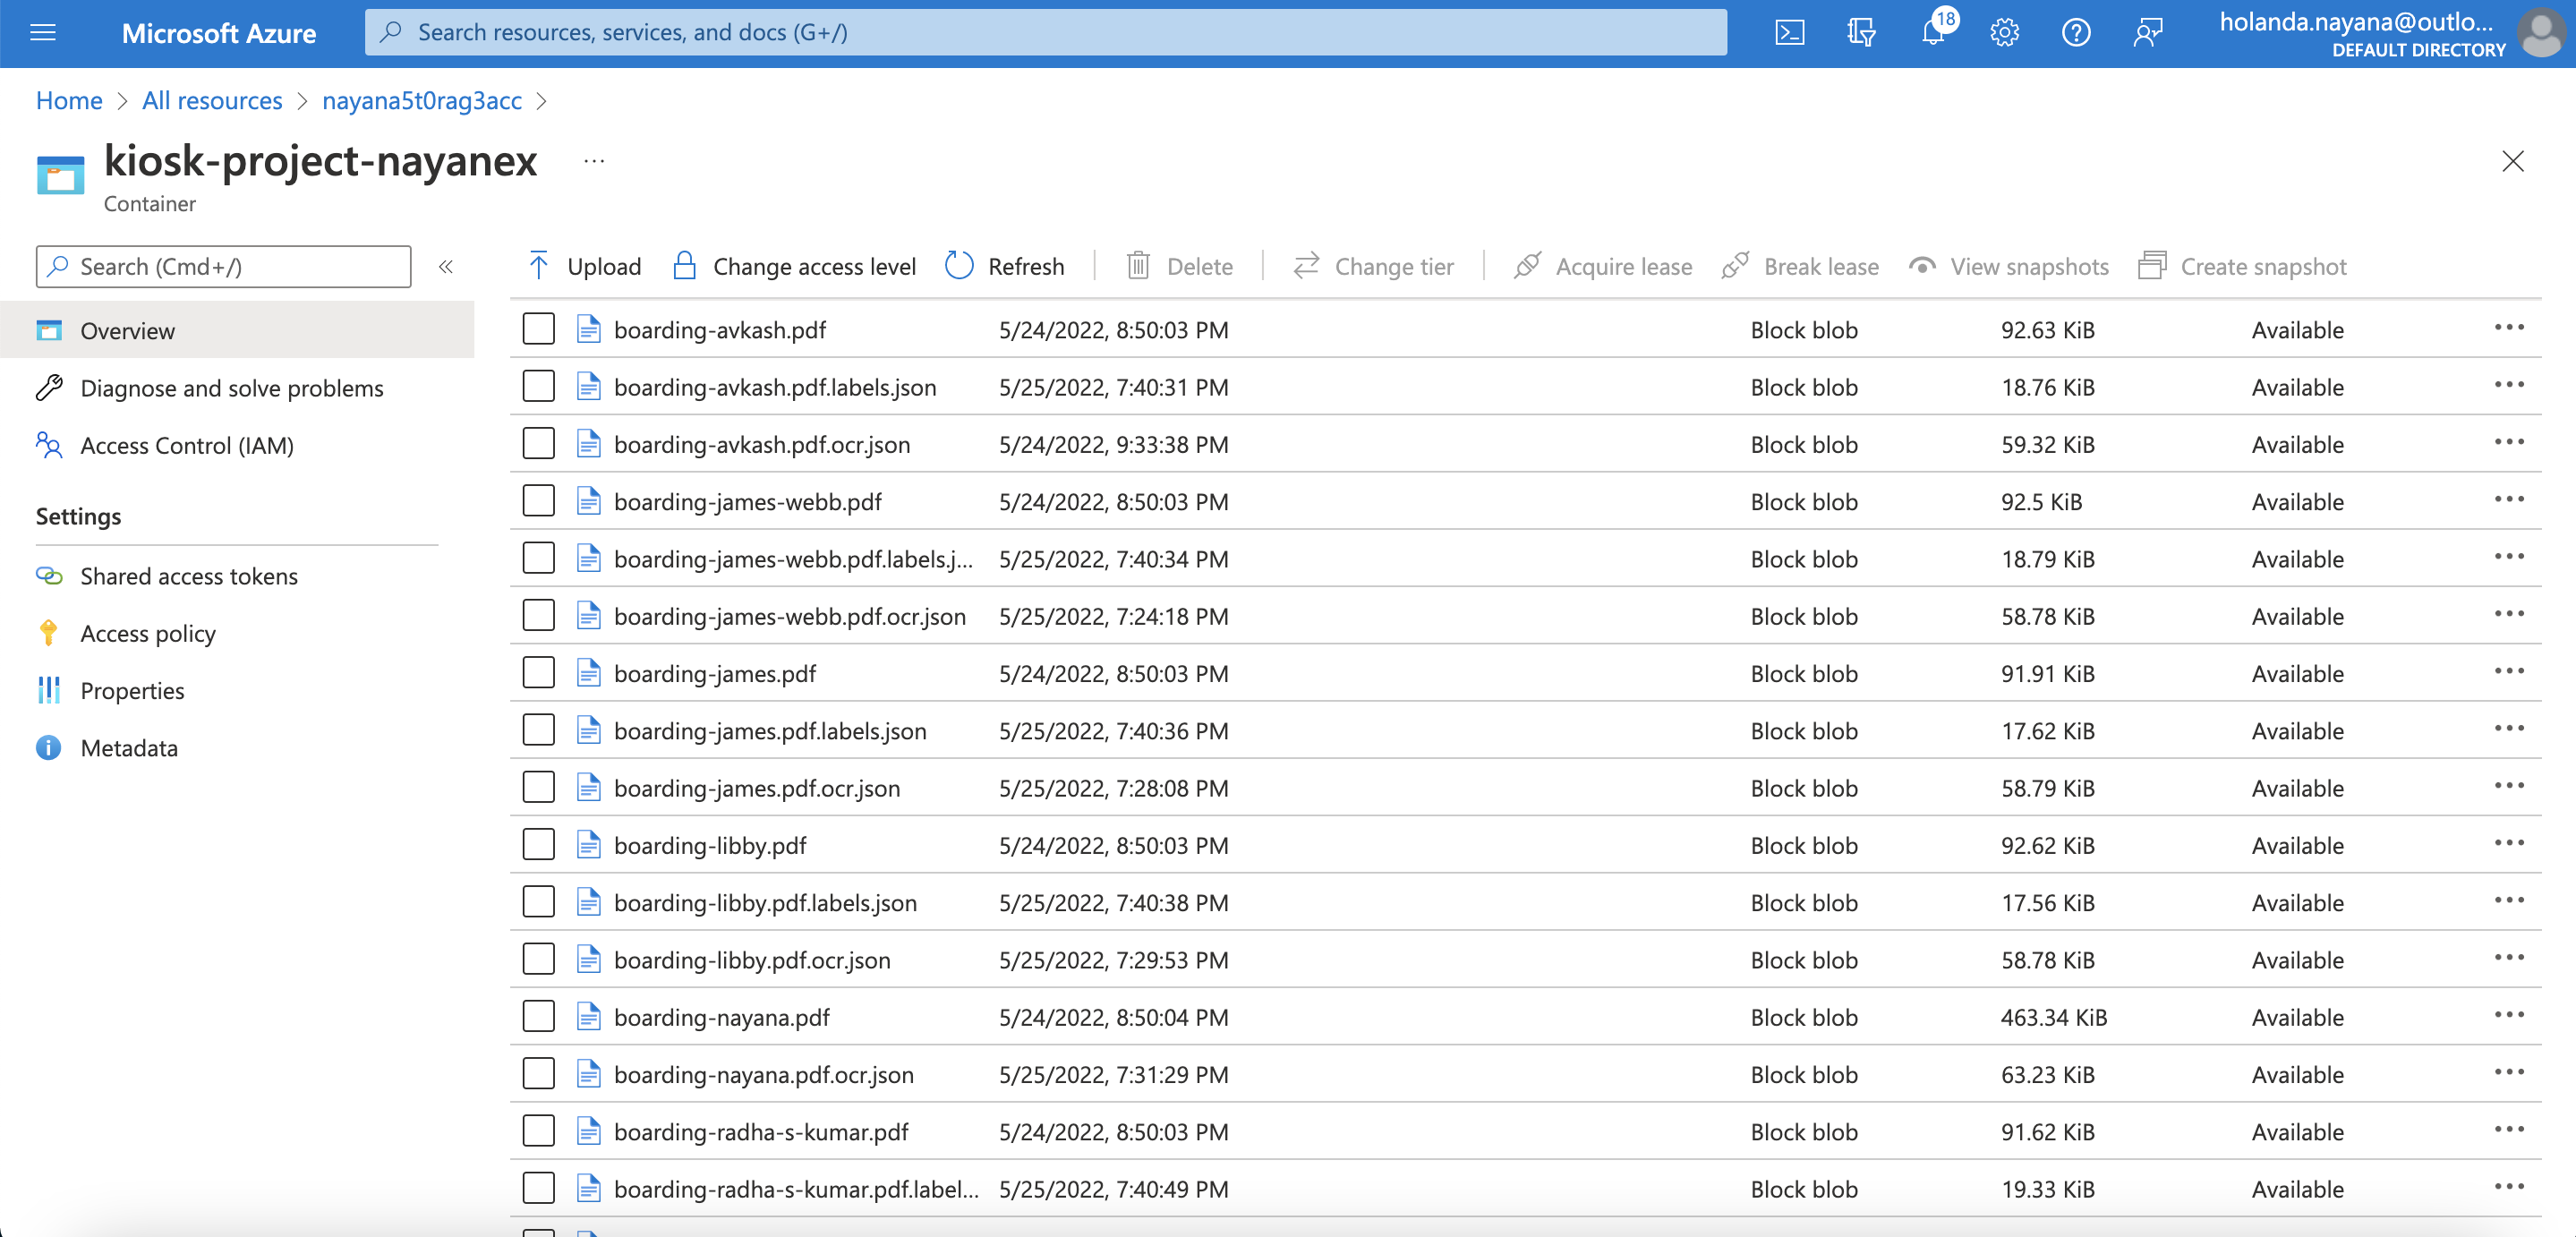 Microsoft Azure
Search resources, services, and docs (G+/)
18
holanda.nayana@outlo...
DEFAULT DIRECTORY
Home > All resources > nayana5t0rag3acc >
kiosk-project-nayanex ...
Container
Search (Cmd+/)
«
Overview
Diagnose and solve problems
Access Control (IAM)
Settings
Shared access tokens
Access policy
Properties
Metadata
Upload Change access level Refresh Delete Change tier Acquire lease Break lease View snapshots Create snapshot
boarding-avkash.pdf 5/24/2022, 8:50:03 PM Block blob 92.63 KiB Available ...
boarding-avkash.pdf.labels.json 5/25/2022, 7:40:31 PM Block blob 18.76 KiB Available ...
boarding-avkash.pdf.ocr.json 5/24/2022, 9:33:38 PM Block blob 59.32 KiB Available ...
boarding-james-webb.pdf 5/24/2022, 8:50:03 PM Block blob 92.5 KiB Available ...
boarding-james-webb.pdf.labels.j... 5/25/2022, 7:40:34 PM Block blob 18.79 KiB Available ...
boarding-james-webb.pdf.ocr.json 5/25/2022, 7:24:18 PM Block blob 58.78 KiB Available ...
boarding-james.pdf 5/24/2022, 8:50:03 PM Block blob 91.91 KiB Available ...
boarding-james.pdf.labels.json 5/25/2022, 7:40:36 PM Block blob 17.62 KiB Available ...
boarding-james.pdf.ocr.json 5/25/2022, 7:28:08 PM Block blob 58.79 KiB Available ...
boarding-libby.pdf 5/24/2022, 8:50:03 PM Block blob 92.62 KiB Available ...
boarding-libby.pdf.labels.json 5/25/2022, 7:40:38 PM Block blob 17.56 KiB Available ...
boarding-libby.pdf.ocr.json 5/25/2022, 7:29:53 PM Block blob 58.78 KiB Available ...
boarding-nayana.pdf 5/24/2022, 8:50:04 PM Block blob 463.34 KiB Available ...
boarding-nayana.pdf.ocr.json 5/25/2022, 7:31:29 PM Block blob 63.23 KiB Available ...
boarding-radha-s-kumar.pdf 5/24/2022, 8:50:03 PM Block blob 91.62 KiB Available ...
boarding-radha-s-kumar.pdf.label... 5/25/2022, 7:40:49 PM Block blob 19.33 KiB Available ...